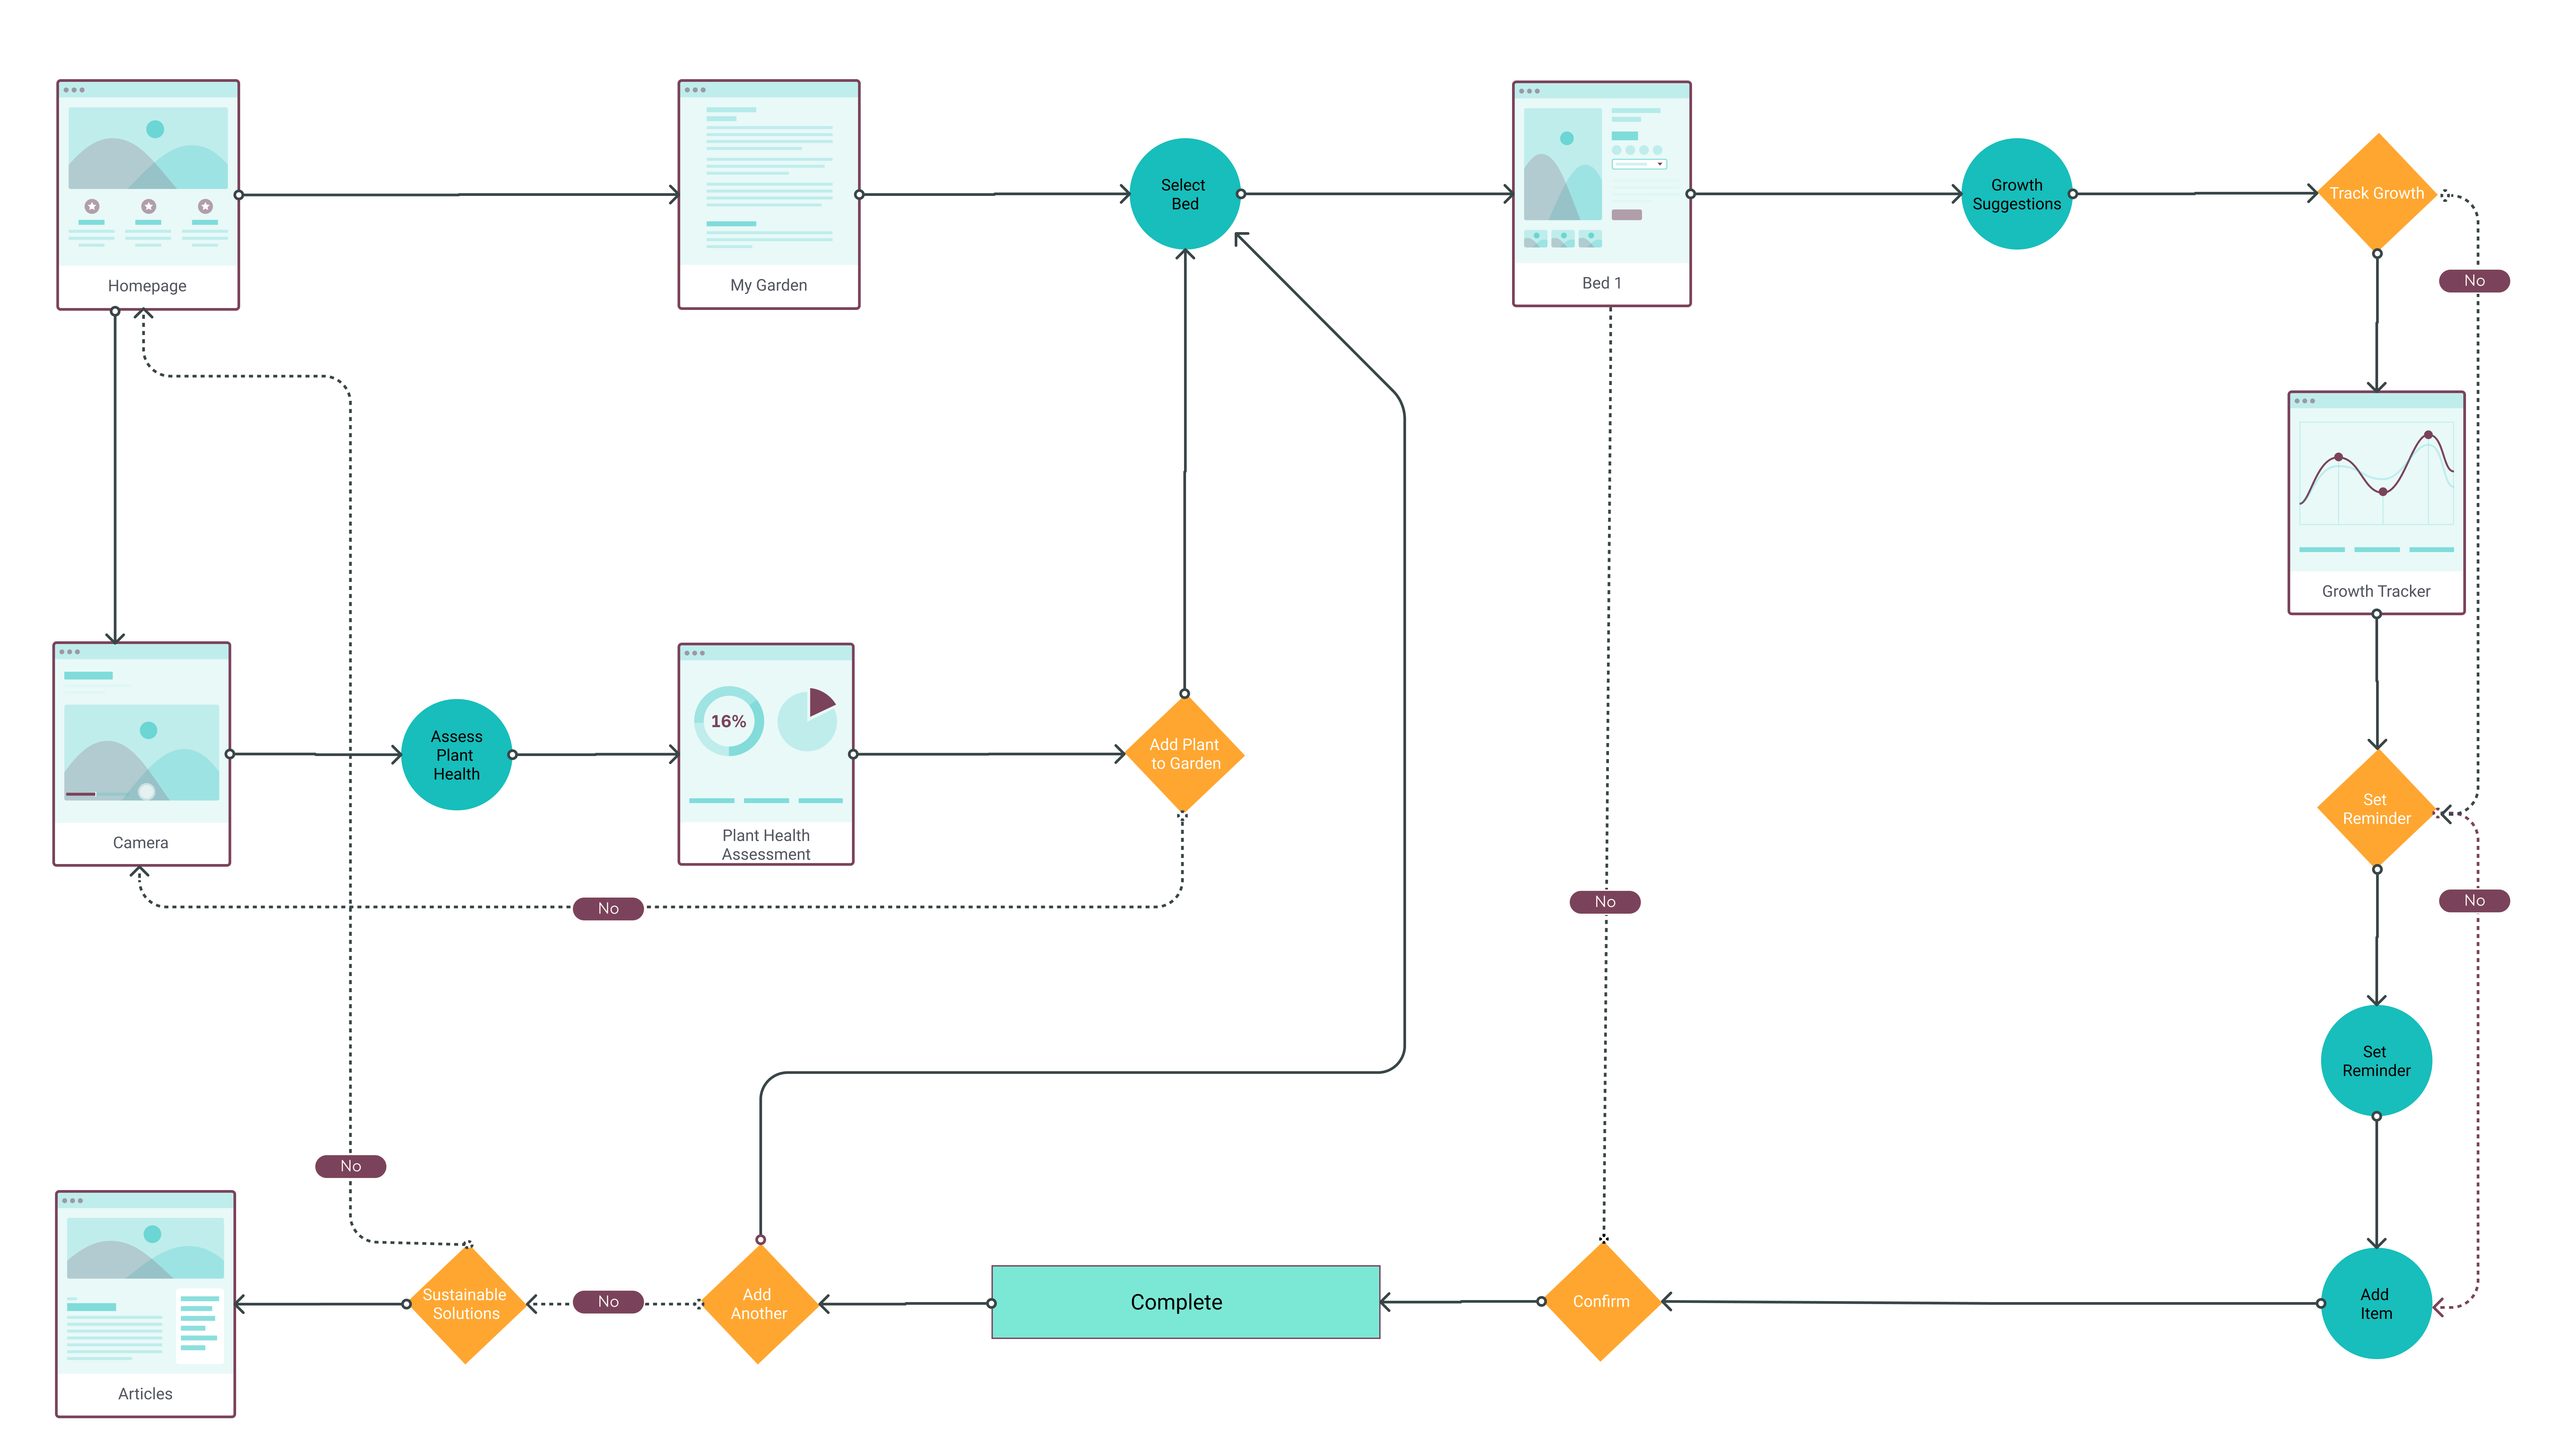 Homepage
My Garden
Select
Bed
Bed 1
Growth
Suggestions
Track Growth
No
Growth Tracker
Camera
Assess
Plant
Health
16%
Plant Health
Assessment
Add Plant
to Garden
Set
Reminder
No
No
No
Set
Reminder
No
Articles
Sustainable
Solutions
No
Add
Another
Complete
Confirm
Add
Item